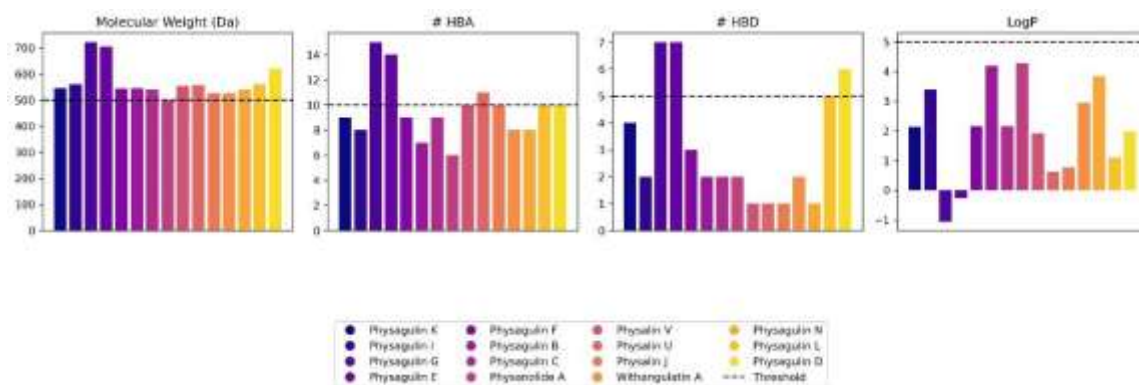 Molecular Weight (Da)
# HBA
# HBD
LogP
700
600
500
400
300
200
100
0
14
12
10
8
6
4
2
0
7
6
5
4
3
2
1
0
5
4
3
2
1
0
−1
Physagulin K
Physagulin I
Physagulin G
Physagulin E
Physagulin F
Physagulin B
Physagulin C
Physanolide A
Physalin V
Physalin U
Physalin J
Withangulatin A
Physagulin N
Physagulin L
Physagulin D
Threshold